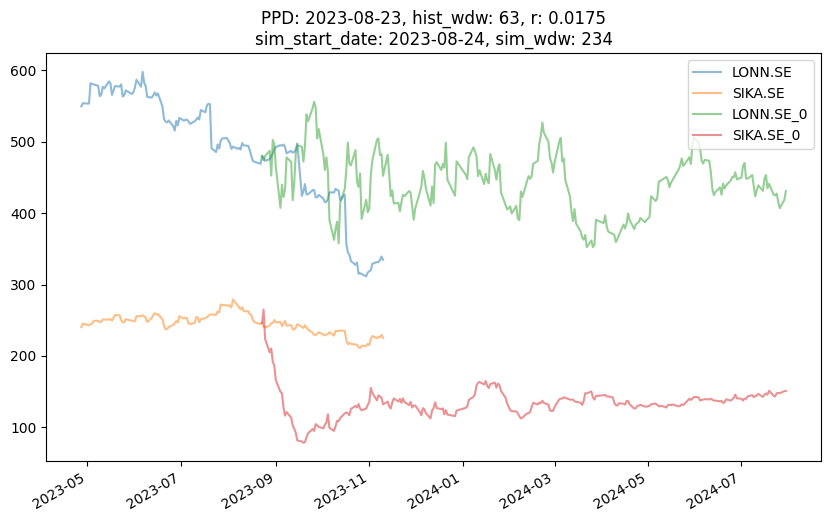 PPD: 2023-08-23, hist_wdw: 63, r: 0.0175
sim_start_date: 2023-08-24, sim_wdw: 234
LONN.SE
SIKA.SE
LONN.SE_0
SIKA.SE_0
600
500
400
300
200
100
2023-05
2023-07
2023-09
2023-11
2024-01
2024-03
2024-05
2024-07